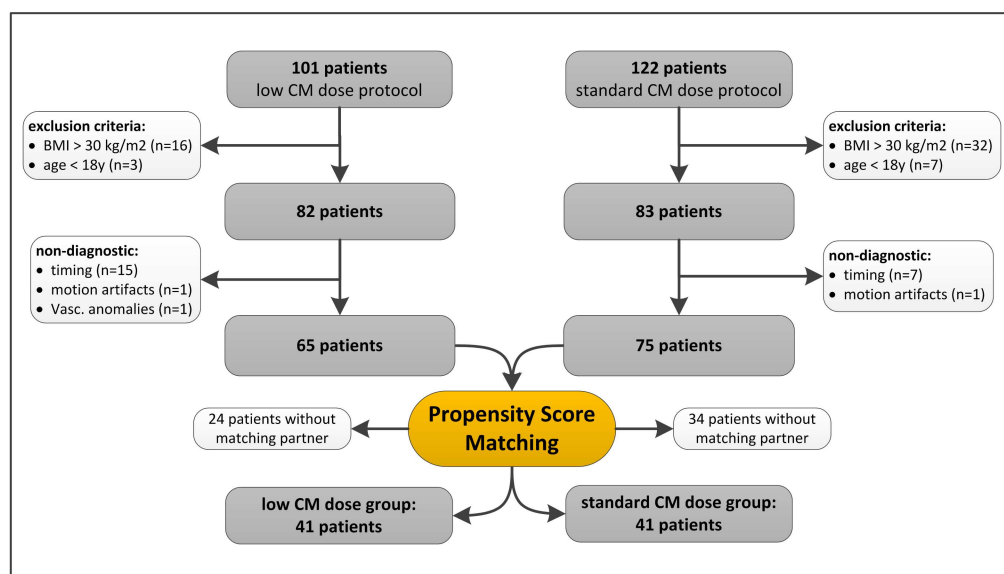 101 patients
low CM dose protocol
122 patients
standard CM dose protocol
exclusion criteria:
• BMI > 30 kg/m2 (n=16)
• age < 18y (n=3)
exclusion criteria:
• BMI > 30 kg/m2 (n=32)
• age < 18y (n=7)
82 patients
83 patients
non-diagnostic:
• timing (n=15)
• motion artifacts (n=1)
• Vasc. anomalies (n=1)
non-diagnostic:
• timing (n=7)
• motion artifacts (n=1)
65 patients
75 patients
Propensity Score
Matching
24 patients without
matching partner
34 patients without
matching partner
low CM dose group:
41 patients
standard CM dose group:
41 patients